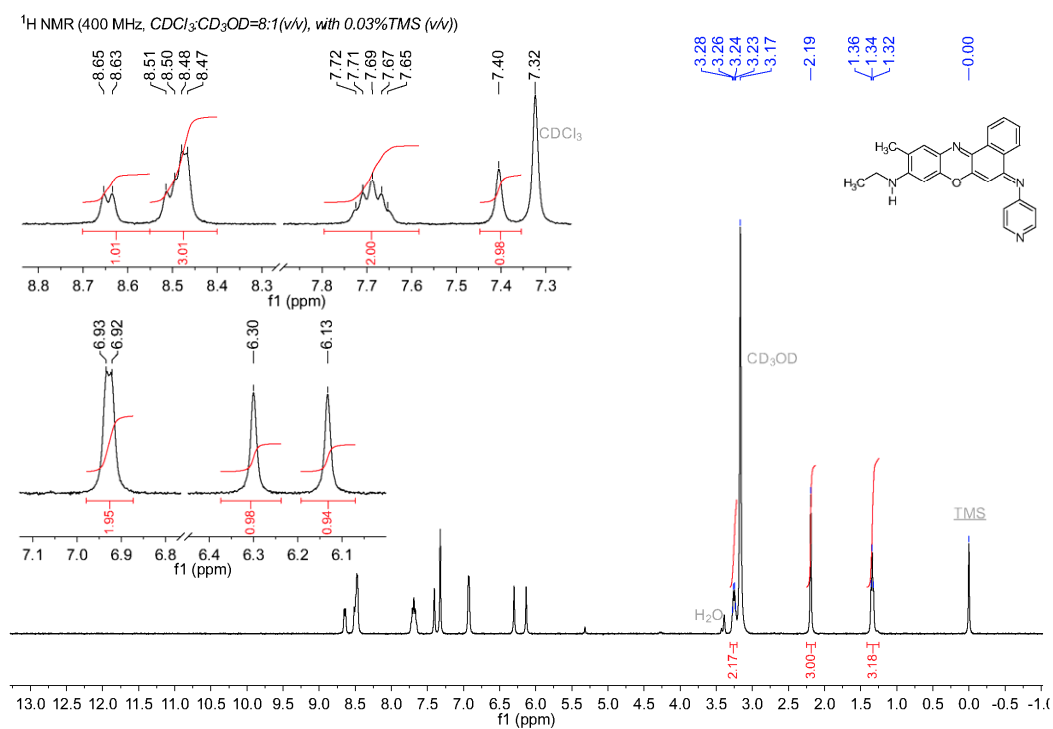 ¹H NMR (400 MHz, CDCl₃:CD₃OD=8:1(v/v), with 0.03%TMS (v/v))
8.65
8.63
8.51
8.50
8.48
8.47
7.72
7.71
7.69
7.67
7.65
7.40
7.32
3.28
3.26
3.24
3.23
3.17
2.19
1.36
1.34
1.32
0.00
CDCl₃
1.01
3.01
2.00
0.98
8.8 8.7 8.6 8.5 8.4 8.3 7.8 7.7 7.6 7.5 7.4 7.3
f1 (ppm)
H₃C
N
H₃C
N
H
O
N
N
6.93
6.92
6.30
6.13
1.95
0.98
0.94
7.1 7.0 6.9 6.8 6.4 6.3 6.2 6.1
f1 (ppm)
CD₃OD
TMS
H₂O
2.17
3.00
3.18
13.0 12.5 12.0 11.5 11.0 10.5 10.0 9.5 9.0 8.5 8.0 7.5 7.0 6.5 6.0 5.5 5.0 4.5 4.0 3.5 3.0 2.5 2.0 1.5 1.0 0.5 0.0 -0.5 -1.0
f1 (ppm)